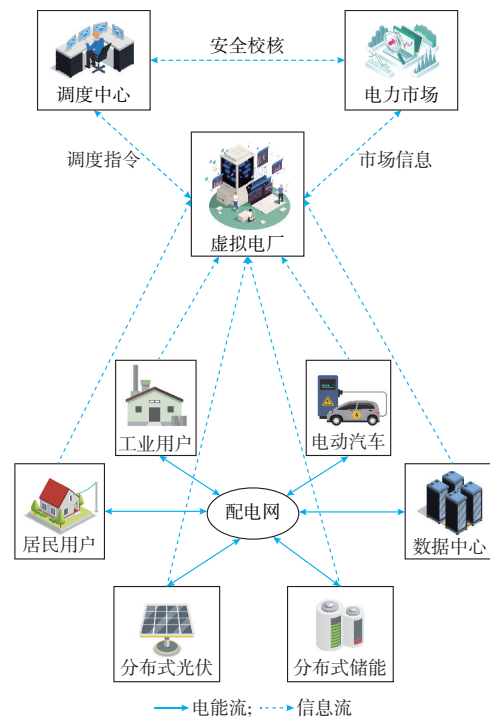 安全校核
调度中心
电力市场
调度指令
市场信息
虚拟电厂
工业用户
电动汽车
配电网
居民用户
数据中心
分布式光伏
分布式储能
电能流; 信息流